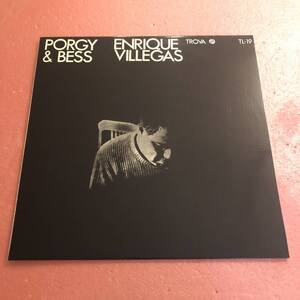 PORGY & BESS
ENRIQUE VILLEGAS
TROVA
TL-19